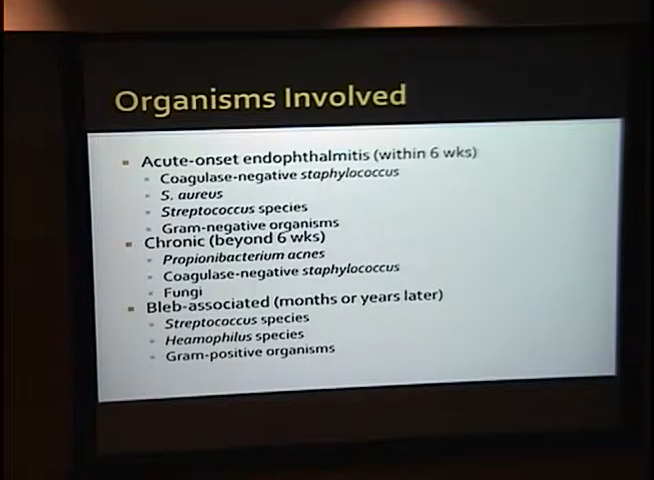 Organisms Involved
Acute-onset endophthalmitis (within 6 wks)
Coagulase-negative staphylococcus
S. aureus
Streptococcus species
Gram-negative organisms
Chronic (beyond 6 wks)
Propionibacterium acnes
Coagulase-negative staphylococcus
Fungi
Bleb-associated (months or years later)
Streptococcus species
Heamophilus species
Gram-positive organisms